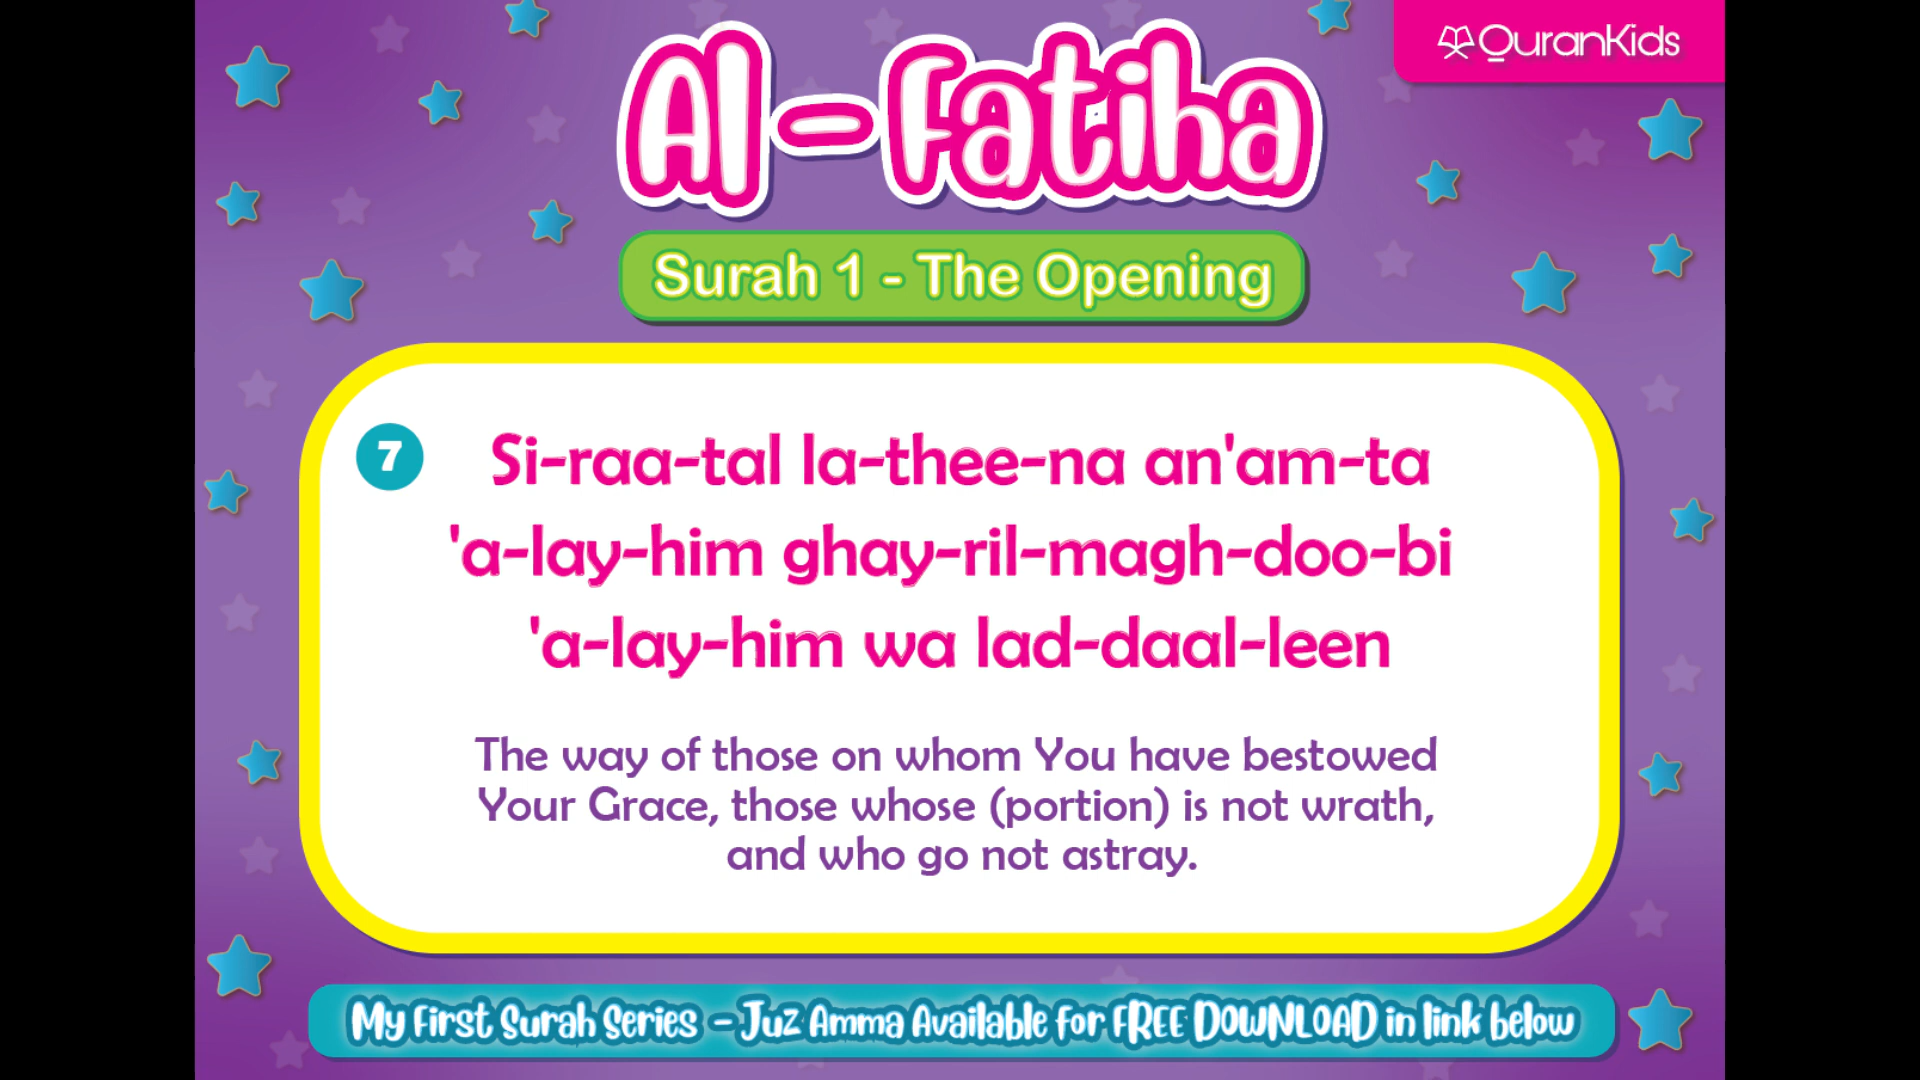 QuranKids
Al-Fatiha
Surah 1 - The Opening
7
Si-raa-tal la-thee-na an'am-ta
'a-lay-him ghay-ril-magh-doo-bi
'a-lay-him wa lad-daal-leen
The way of those on whom You have bestowed
Your Grace, those whose (portion) is not wrath,
and who go not astray.
My First Surah Series - Juz Amma Available for FREE DOWNLOAD in link below